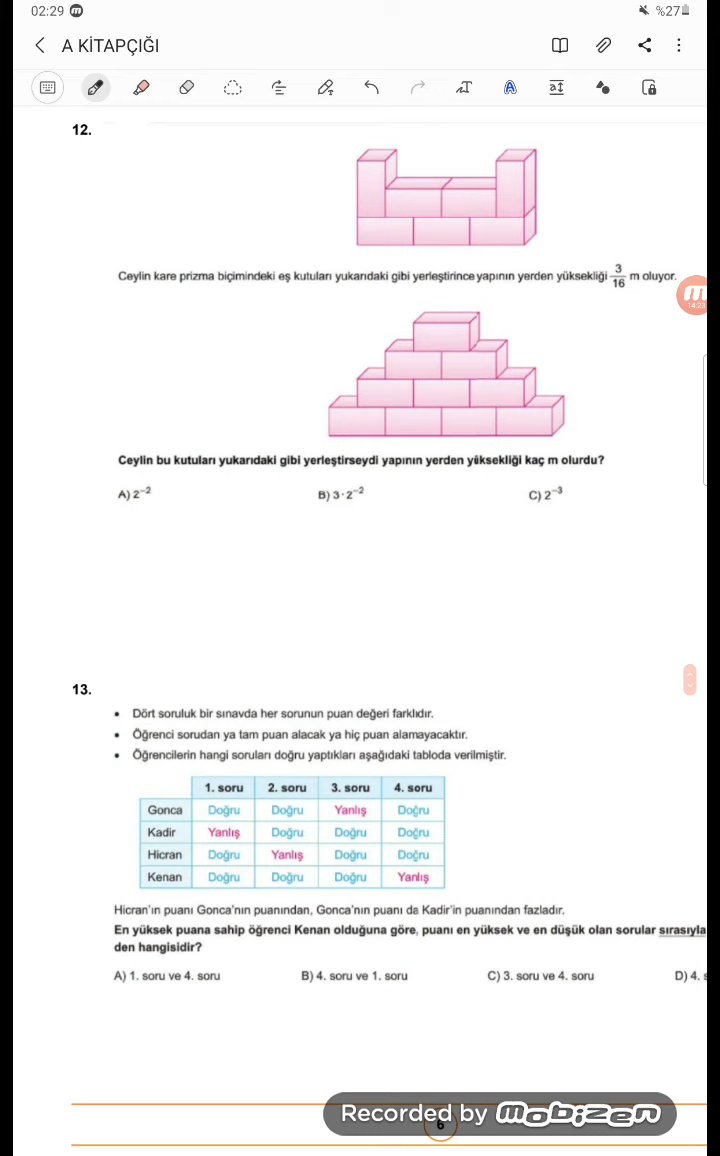 02:29 %27
A KİTAPÇIĞI
12.
Ceylin kare prizma biçimindeki eş kutuları yukarıdaki gibi yerleştirince yapının yerden yüksekliği 3/16 m oluyor.
14:23
Ceylin bu kutuları yukarıdaki gibi yerleştirseydi yapının yerden yüksekliği kaç m olurdu?
A) 2⁻² B) 3·2⁻² C) 2⁻³
13.
• Dört soruluk bir sınavda her sorunun puan değeri farklıdır.
• Öğrenci sorudan ya tam puan alacak ya hiç puan alamayacaktır.
• Öğrencilerin hangi soruları doğru yaptıkları aşağıdaki tabloda verilmiştir.
1. soru 2. soru 3. soru 4. soru
Gonca Doğru Doğru Yanlış Doğru
Kadir Yanlış Doğru Doğru Doğru
Hicran Doğru Yanlış Doğru Doğru
Kenan Doğru Doğru Doğru Yanlış
Hicran'ın puanı Gonca'nın puanından, Gonca'nın puanı da Kadir'in puanından fazladır.
En yüksek puana sahip öğrenci Kenan olduğuna göre, puanı en yüksek ve en düşük olan sorular sırasıyla
den hangisidir?
A) 1. soru ve 4. soru B) 4. soru ve 1. soru C) 3. soru ve 4. soru D) 4.
Recorded by mobizen
6